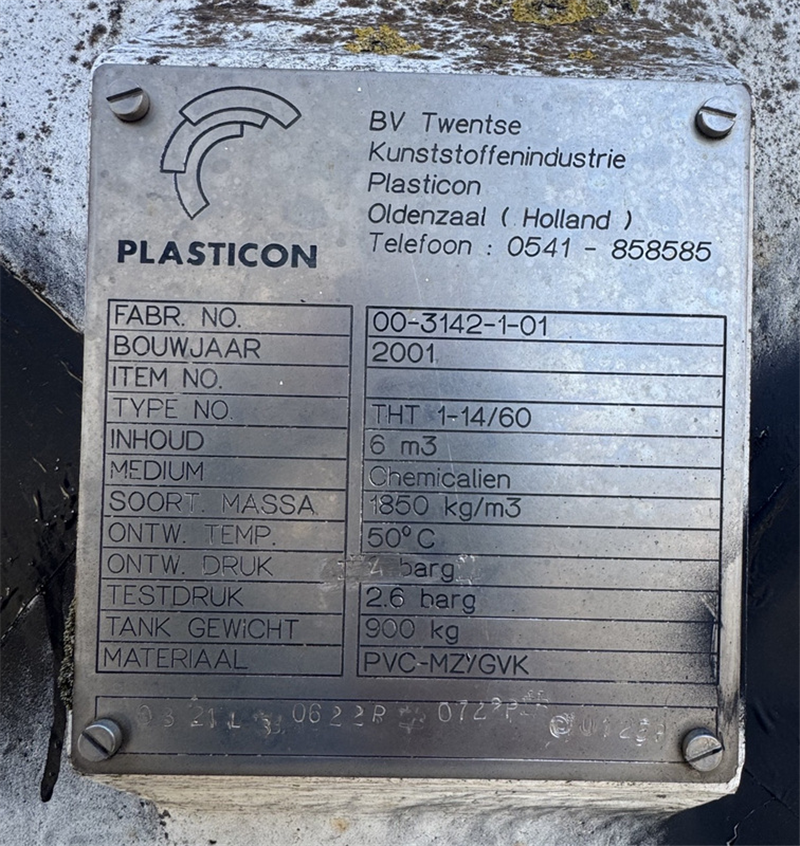 BV Twentse
Kunststoffenindustrie
Plasticon
Oldenzaal ( Holland )
Telefoon : 0541 - 858585
PLASTICON
FABR. NO. 00-3142-1-01
BOUWJAAR 2001
ITEM NO.
TYPE NO. THT 1-14/60
INHOUD 6 m3
MEDIUM Chemicalien
SOORT. MASSA 1850 kg/m3
ONTW. TEMP. 50°C
ONTW. DRUK barg
TESTDRUK 2.6 barg
TANK GEWiCHT 900 kg
MATERIAAL PVC-MZY/GVK
0622R